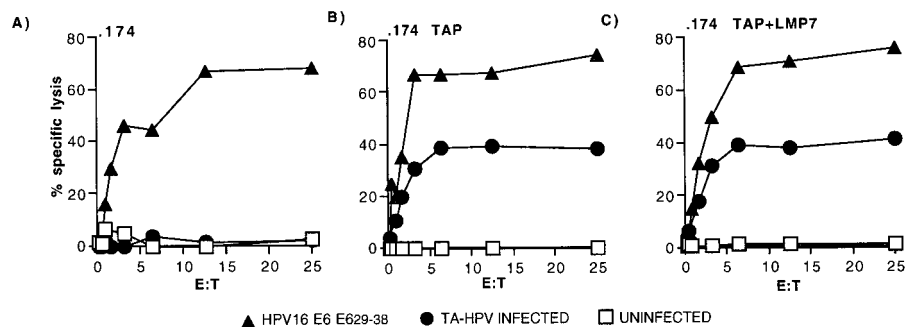 A)
.174
80
60
40
20
0
% specific lysis
0 5 10 15 20 25
E:T
B)
.174 TAP
80
60
40
20
0
0 5 10 15 20 25
E:T
C)
.174 TAP+LMP7
80
60
40
20
0
0 5 10 15 20 25
E:T
HPV16 E6 E629-38
TA-HPV INFECTED
UNINFECTED